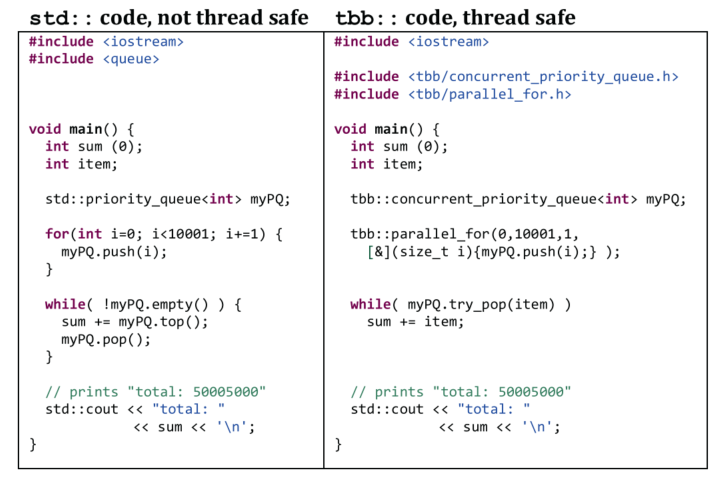 std:: code, not thread safe
#include <iostream>
#include <queue>
void main() {
  int sum (0);
  int item;
  std::priority_queue<int> myPQ;
  for(int i=0; i<10001; i+=1) {
    myPQ.push(i);
  }
  while( !myPQ.empty() ) {
    sum += myPQ.top();
    myPQ.pop();
  }
  // prints "total: 50005000"
  std::cout << "total: "
            << sum << '\n';
}
tbb:: code, thread safe
#include <iostream>
#include <tbb/concurrent_priority_queue.h>
#include <tbb/parallel_for.h>
void main() {
  int sum (0);
  int item;
  tbb::concurrent_priority_queue<int> myPQ;
  tbb::parallel_for(0,10001,1,
    [&](size_t i){myPQ.push(i);} );
  while( myPQ.try_pop(item) )
    sum += item;
  // prints "total: 50005000"
  std::cout << "total: "
            << sum << '\n';
}